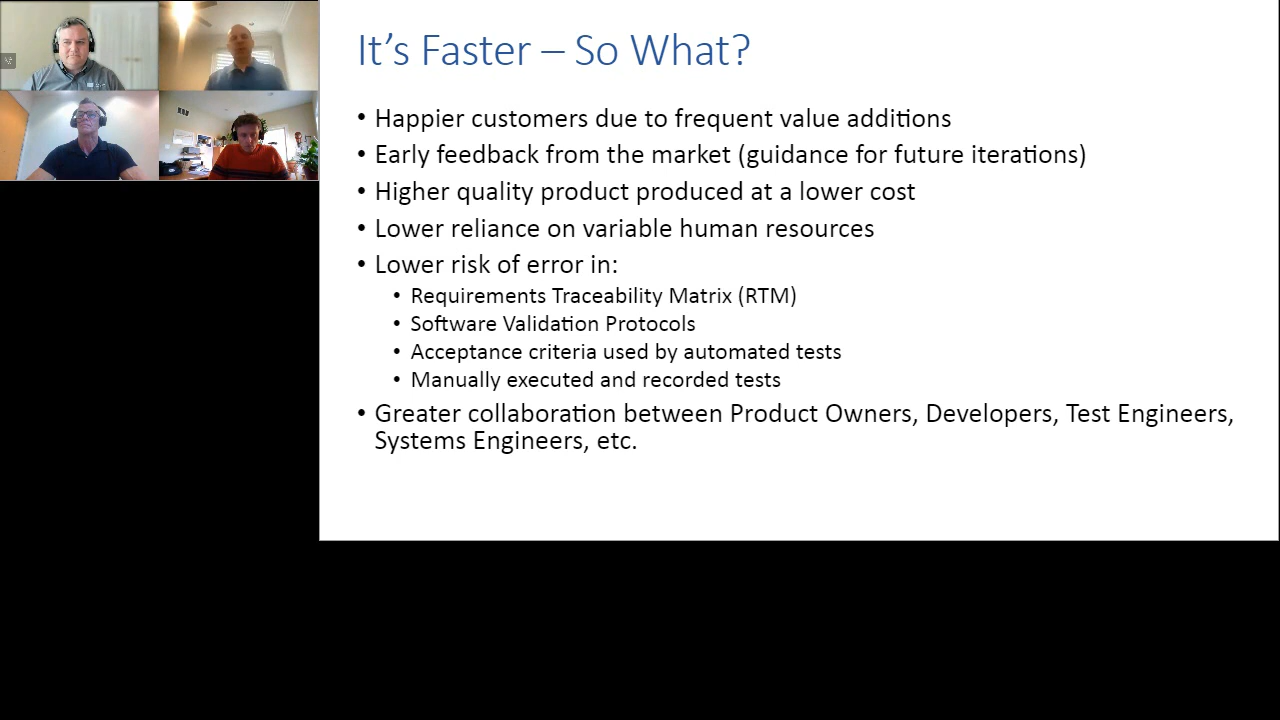 It's Faster – So What?
• Happier customers due to frequent value additions
• Early feedback from the market (guidance for future iterations)
• Higher quality product produced at a lower cost
• Lower reliance on variable human resources
• Lower risk of error in:
• Requirements Traceability Matrix (RTM)
• Software Validation Protocols
• Acceptance criteria used by automated tests
• Manually executed and recorded tests
• Greater collaboration between Product Owners, Developers, Test Engineers,
Systems Engineers, etc.